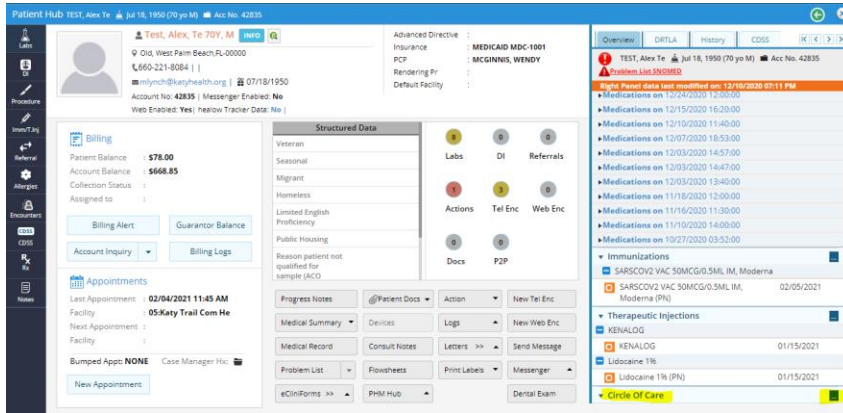 Patient Hub TEST, Alex Te Jul 18, 1950 (70 yo M) Acc No. 42835
Labs
DI
Procedure
Imm/T.Inj
Referral
Allergies
Encounters
CDSS
CDSS
Rx
Rx
Notes
Test, Alex, Te 70Y, M INFO
Old, West Palm Beach,FL-00000
660-221-8084 | |
mlynch@katyhealth.org | 07/18/1950
Account No: 42835 | Messenger Enabled: No
Web Enabled: Yes| healow Tracker Data: No |
Advanced Directive :
Insurance : MEDICAID MDC-1001
PCP : MCGINNIS, WENDY
Rendering Pr :
Default Facility :
Billing
Patient Balance : $78.00
Account Balance : $668.85
Collection Status :
Assigned to :
Billing Alert Guarantor Balance
Account Inquiry Billing Logs
Appointments
Last Appointment : 02/04/2021 11:45 AM
Facility : 05:Katy Trail Com He
Next Appointment :
Facility :
Bumped Appt: NONE Case Manager Hx:
New Appointment
Structured Data
Veteran
Seasonal
Migrant
Homeless
Limited English
Proficiency
Public Housing
Reason patient not
qualified for
sample (ACO
8 0 0
Labs DI Referrals
1 3 0
Actions Tel Enc Web Enc
0 0
Docs P2P
Progress Notes Patient Docs Action New Tel Enc
Medical Summary Devices Logs New Web Enc
Medical Record Consult Notes Letters >> Send Message
Problem List Flowsheets Print Labels Messenger
eCliniForms >> PHM Hub Dental Exam
Overview DRTLA History CDSS
TEST, Alex Te Jul 18, 1950 (70 yo M) Acc No. 42835
Problem List SNOMED
Right Panel data last modified on: 12/10/2020 07:11 PM
Medications on 12/24/2020 12:00:00
Medications on 12/15/2020 16:20:00
Medications on 12/10/2020 11:40:00
Medications on 12/07/2020 18:53:00
Medications on 12/03/2020 14:57:00
Medications on 12/03/2020 14:47:00
Medications on 12/03/2020 13:40:00
Medications on 11/18/2020 12:00:00
Medications on 11/16/2020 11:30:00
Medications on 11/10/2020 14:00:00
Medications on 10/27/2020 03:52:00
Immunizations
SARSCOV2 VAC 50MCG/0.5ML IM, Moderna
SARSCOV2 VAC 50MCG/0.5ML IM, 02/05/2021
Moderna (PN)
Therapeutic Injections
KENALOG
KENALOG 01/15/2021
Lidocaine 1%
Lidocaine 1% (PN) 01/15/2021
Circle Of Care